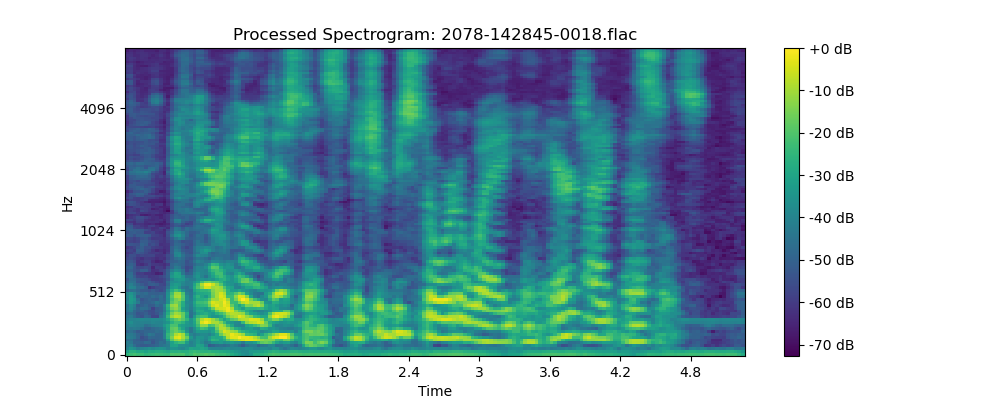 Processed Spectrogram: 2078-142845-0018.flac
Hz
4096
2048
1024
512
0
0 0.6 1.2 1.8 2.4 3 3.6 4.2 4.8
Time
+0 dB
-10 dB
-20 dB
-30 dB
-40 dB
-50 dB
-60 dB
-70 dB